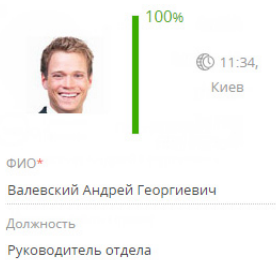 100%
11:34,
Киев
ФИО*
Валевский Андрей Георгиевич
Должность
Руководитель отдела